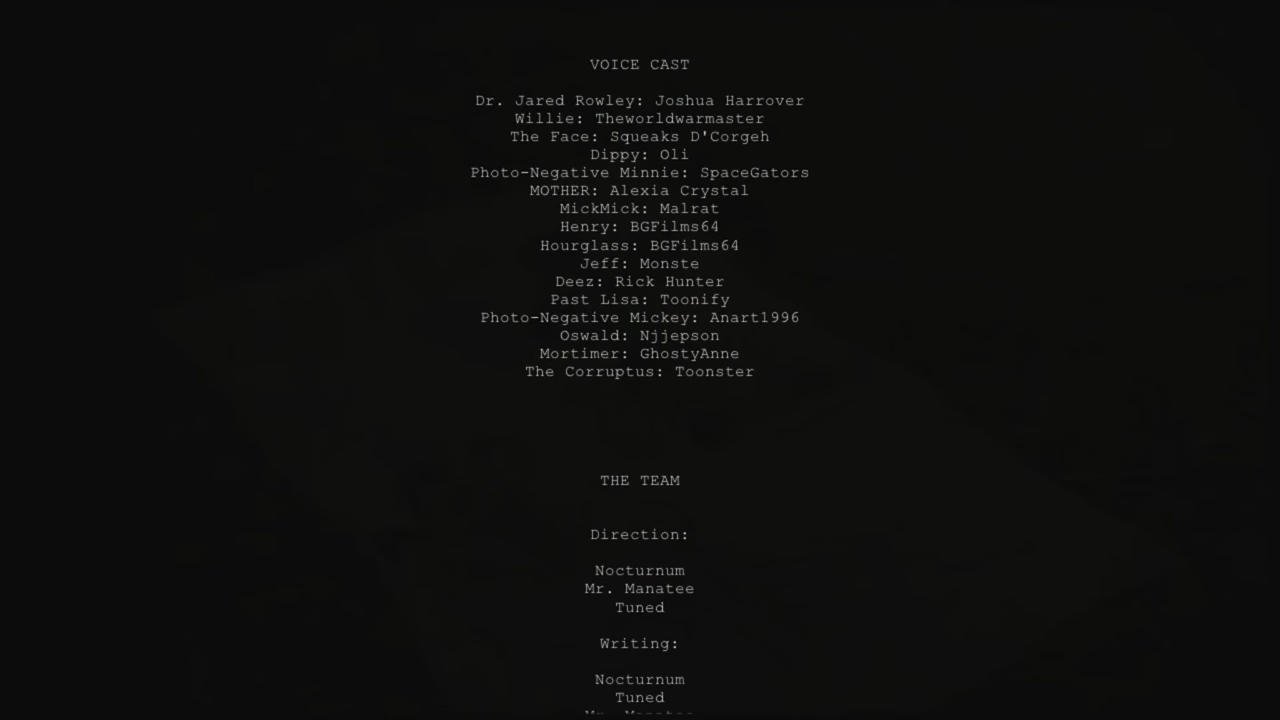 VOICE CAST
Dr. Jared Rowley: Joshua Harrover
Willie: Theworldwarmaster
The Face: Squeaks D'Corgeh
Dippy: Oli
Photo-Negative Minnie: SpaceGators
MOTHER: Alexia Crystal
MickMick: Malrat
Henry: BGFilms64
Hourglass: BGFilms64
Jeff: Monste
Deez: Rick Hunter
Past Lisa: Toonify
Photo-Negative Mickey: Anart1996
Oswald: Njjepson
Mortimer: GhostyAnne
The Corruptus: Toonster
THE TEAM
Direction:
Nocturnum
Mr. Manatee
Tuned
Writing:
Nocturnum
Tuned